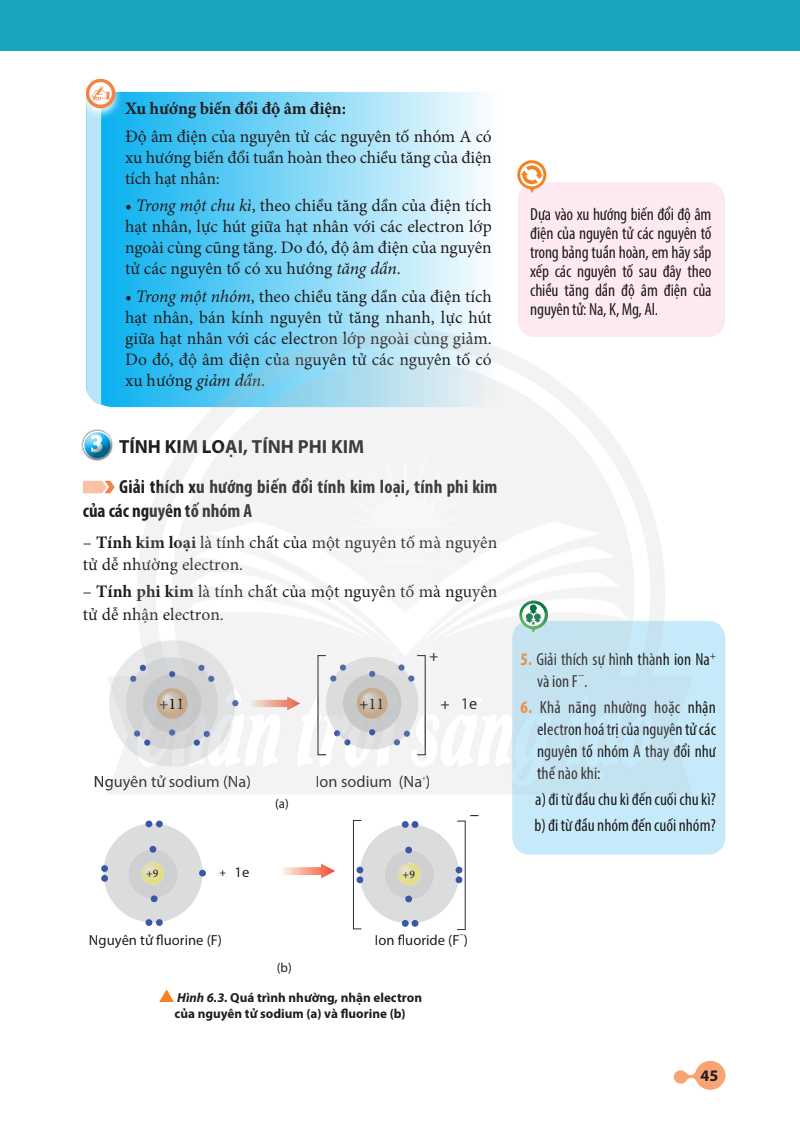 Xu hướng biến đổi độ âm điện:
Độ âm điện của nguyên tử các nguyên tố nhóm A có
xu hướng biến đổi tuần hoàn theo chiều tăng của điện
tích hạt nhân:
• Trong một chu kì, theo chiều tăng dần của điện tích
hạt nhân, lực hút giữa hạt nhân với các electron lớp
ngoài cùng cũng tăng. Do đó, độ âm điện của nguyên
tử các nguyên tố có xu hướng tăng dần.
• Trong một nhóm, theo chiều tăng dần của điện tích
hạt nhân, bán kính nguyên tử tăng nhanh, lực hút
giữa hạt nhân với các electron lớp ngoài cùng giảm.
Do đó, độ âm điện của nguyên tử các nguyên tố có
xu hướng giảm dần.
Dựa vào xu hướng biến đổi độ âm
điện của nguyên tử các nguyên tố
trong bảng tuần hoàn, em hãy sắp
xếp các nguyên tố sau đây theo
chiều tăng dần độ âm điện của
nguyên tử: Na, K, Mg, Al.
3 TÍNH KIM LOẠI, TÍNH PHI KIM
Giải thích xu hướng biến đổi tính kim loại, tính phi kim
của các nguyên tố nhóm A
– Tính kim loại là tính chất của một nguyên tố mà nguyên
tử dễ nhường electron.
– Tính phi kim là tính chất của một nguyên tố mà nguyên
tử dễ nhận electron.
+11 +11 + + 1e
Nguyên tử sodium (Na) Ion sodium (Na⁺)
(a)
+9 + 1e +9 –
Nguyên tử fluorine (F) Ion fluoride (F⁻)
(b)
Hình 6.3. Quá trình nhường, nhận electron
của nguyên tử sodium (a) và fluorine (b)
5. Giải thích sự hình thành ion Na⁺
và ion F⁻.
6. Khả năng nhường hoặc nhận
electron hoá trị của nguyên tử các
nguyên tố nhóm A thay đổi như
thế nào khi:
a) đi từ đầu chu kì đến cuối chu kì?
b) đi từ đầu nhóm đến cuối nhóm?
Chân trời sáng tạo
45